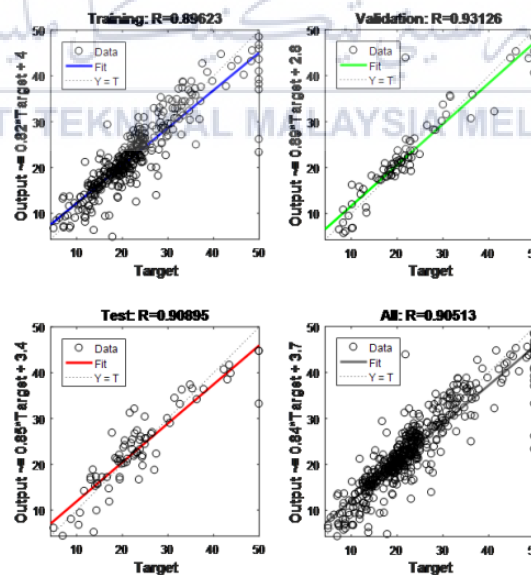 Training: R=0.89623
Output ~= 0.82*Target + 4
50
40
30
20
10
Data
Fit
Y = T
10 20 30 40 50
Target
Validation: R=0.93126
Output ~= 0.89*Target + 2.8
50
40
30
20
10
Data
Fit
Y = T
10 20 30 40 50
Target
TEKNIKAL MALAYSIA MEL
Test: R=0.90895
Output ~= 0.85*Target + 3.4
50
40
30
20
10
Data
Fit
Y = T
10 20 30 40 50
Target
All: R=0.90513
Output ~= 0.84*Target + 3.7
50
40
30
20
10
Data
Fit
Y = T
10 20 30 40 50
Target